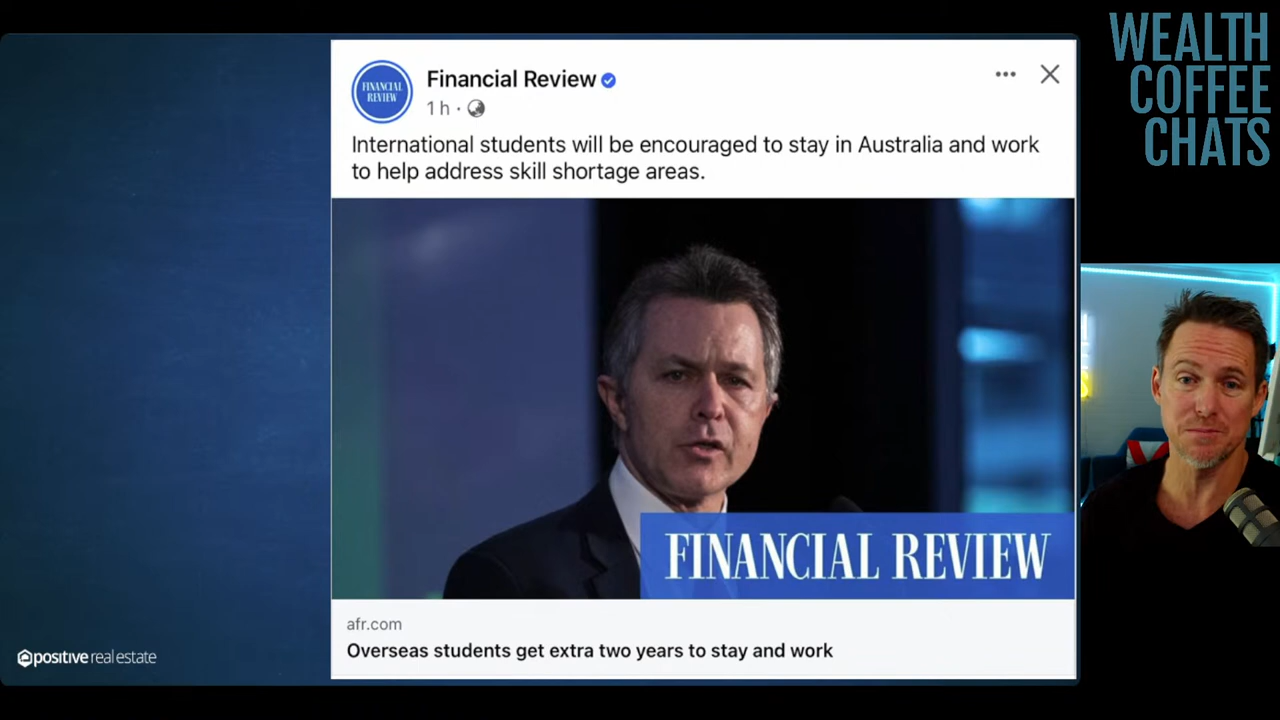 WEALTH
COFFEE
CHATS
FINANCIAL
REVIEW
Financial Review
1 h ·
International students will be encouraged to stay in Australia and work
to help address skill shortage areas.
FINANCIAL REVIEW
afr.com
Overseas students get extra two years to stay and work
positive real estate